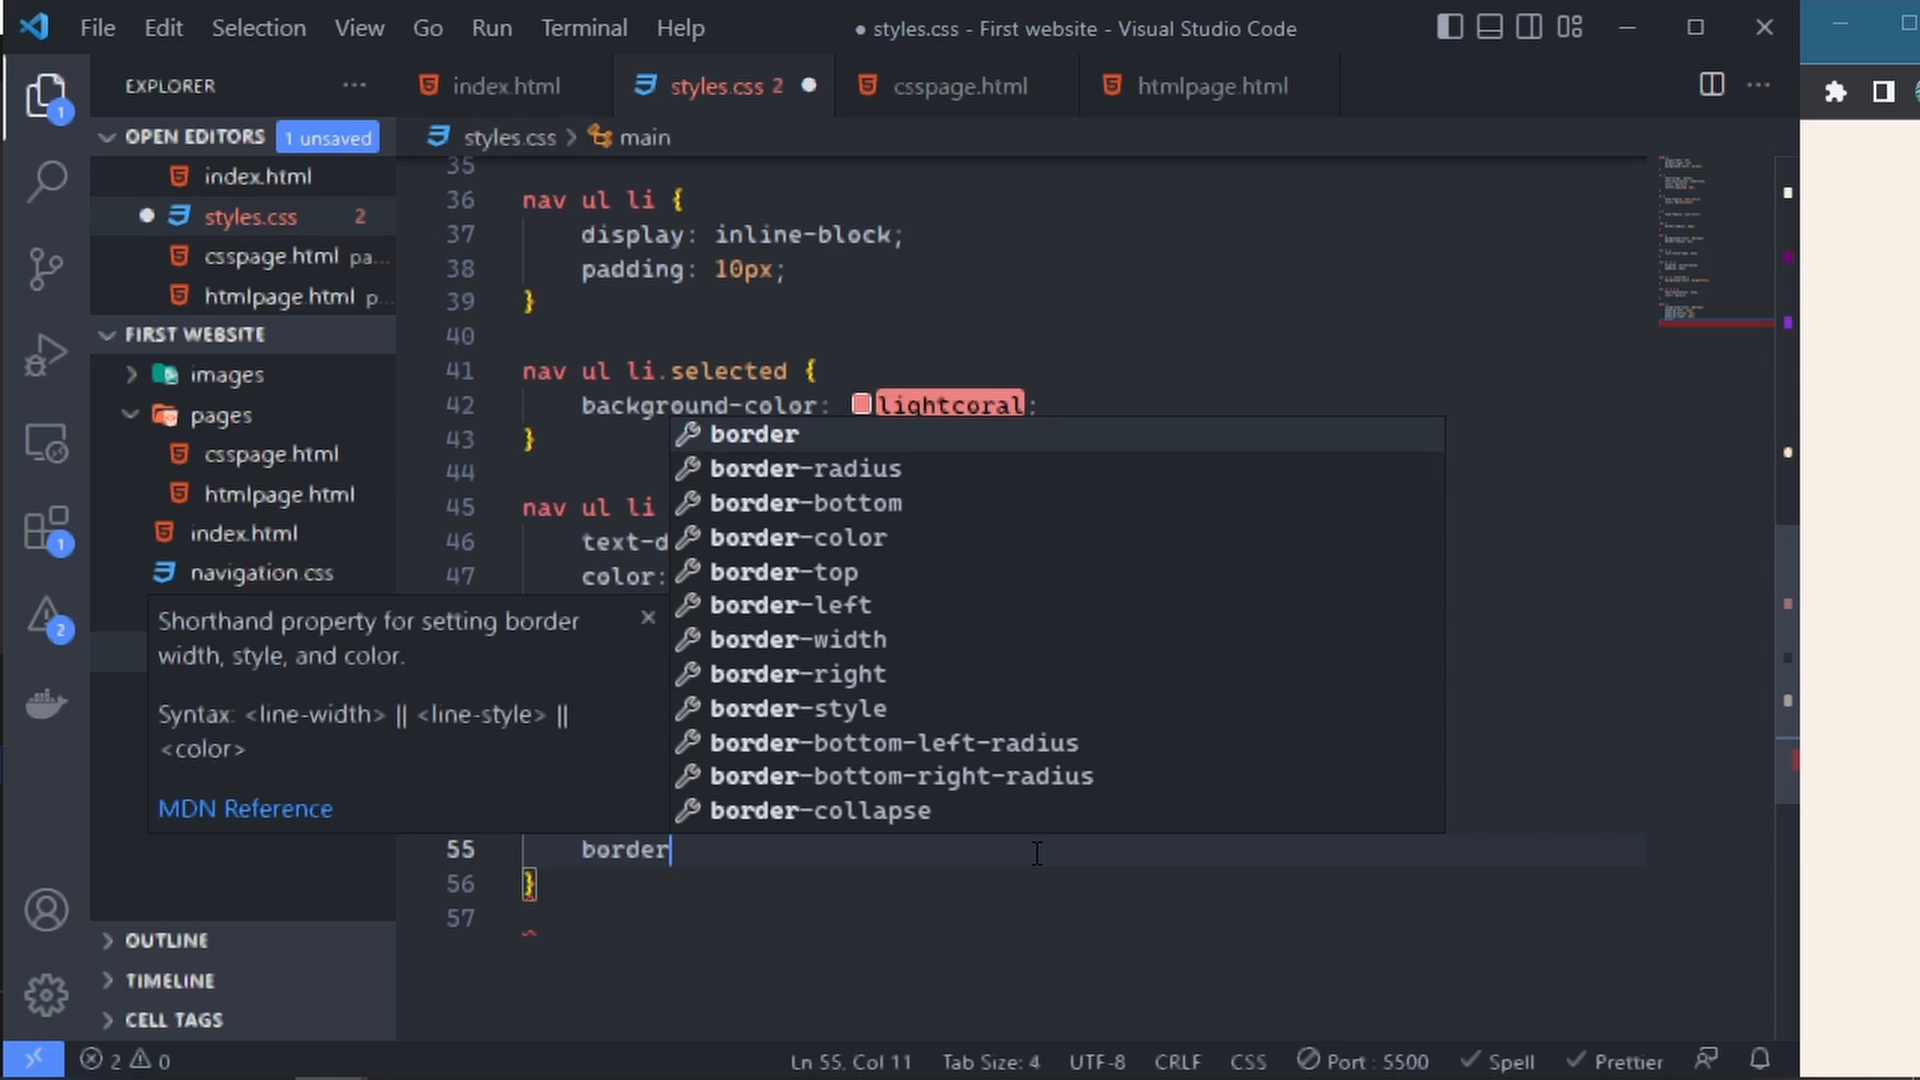 File Edit Selection View Go Run Terminal Help
● styles.css - First website - Visual Studio Code
EXPLORER
index.html
styles.css 2
csspage.html
htmlpage.html
OPEN EDITORS
1 unsaved
index.html
styles.css 2
csspage.html pa...
htmlpage.html p...
FIRST WEBSITE
images
pages
csspage.html
htmlpage.html
index.html
navigation.css
styles.css > main
35
36 nav ul li {
37 display: inline-block;
38 padding: 10px;
39 }
40
41 nav ul li.selected {
42 background-color: lightcoral;
43 }
44
45 nav ul li
46 text-d
47 color:
border
border-radius
border-bottom
border-color
border-top
border-left
border-width
border-right
border-style
border-bottom-left-radius
border-bottom-right-radius
border-collapse
Shorthand property for setting border
width, style, and color.
Syntax: <line-width> || <line-style> ||
<color>
MDN Reference
55 border
56 }
57
OUTLINE
TIMELINE
CELL TAGS
1
1
2
2 0
Ln 55, Col 11 Tab Size: 4 UTF-8 CRLF CSS Port : 5500 Spell Prettier